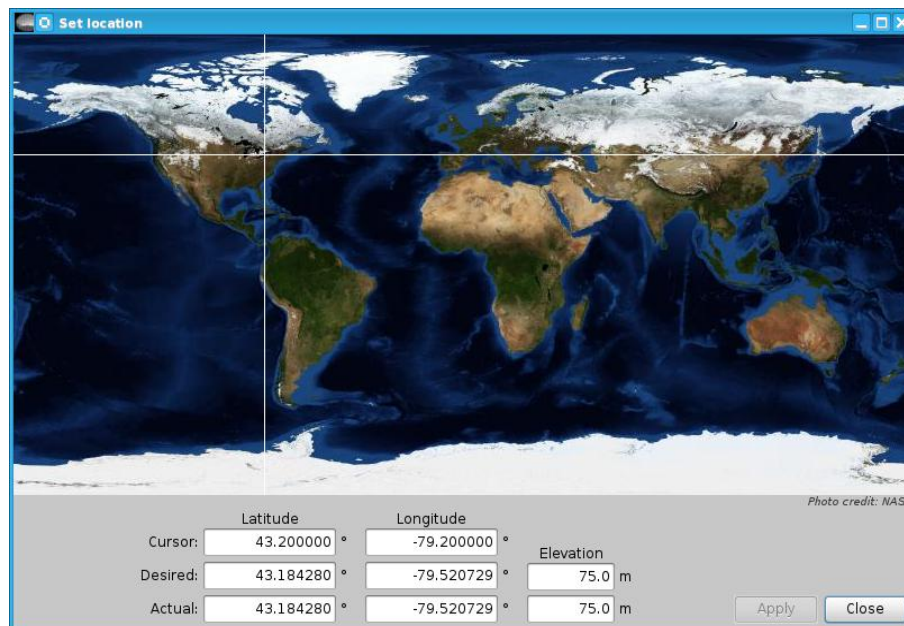 Set location
Photo credit: NAS
Latitude Longitude
Cursor: 43.200000 ° -79.200000 °
Elevation
Desired: 43.184280 ° -79.520729 ° 75.0 m
Actual: 43.184280 ° -79.520729 ° 75.0 m
Apply Close